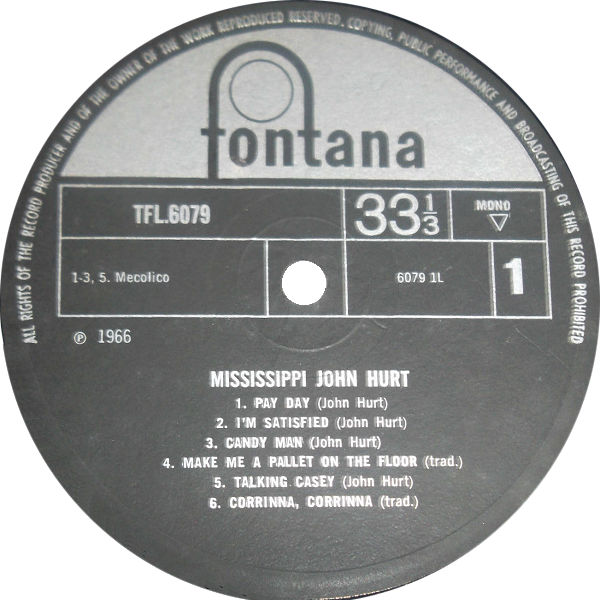 ALL RIGHTS OF THE RECORD PRODUCER AND OF THE OWNER OF THE WORK REPRODUCED RESERVED. COPYING, PUBLIC PERFORMANCE AND BROADCASTING OF THIS RECORD PROHIBITED
fontana
TFL.6079
33 1/3
MONO
1-3, 5. Mecolico
6079 1L
1
℗ 1966
MISSISSIPPI JOHN HURT
1. PAY DAY (John Hurt)
2. I'M SATISFIED (John Hurt)
3. CANDY MAN (John Hurt)
4. MAKE ME A PALLET ON THE FLOOR (trad.)
5. TALKING CASEY (John Hurt)
6. CORRINNA, CORRINNA (trad.)